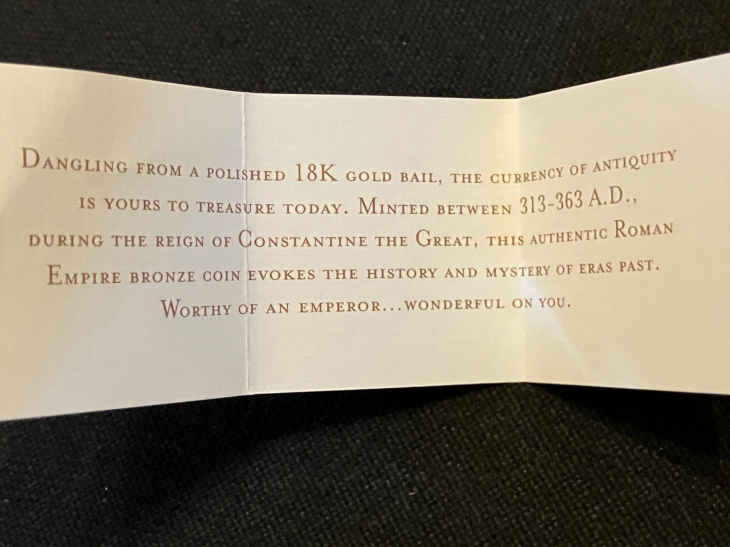 Dangling from a polished 18K gold bail, the currency of antiquity
is yours to treasure today. Minted between 313-363 A.D.,
during the reign of Constantine the Great, this authentic Roman
Empire bronze coin evokes the history and mystery of eras past.
Worthy of an emperor...wonderful on you.